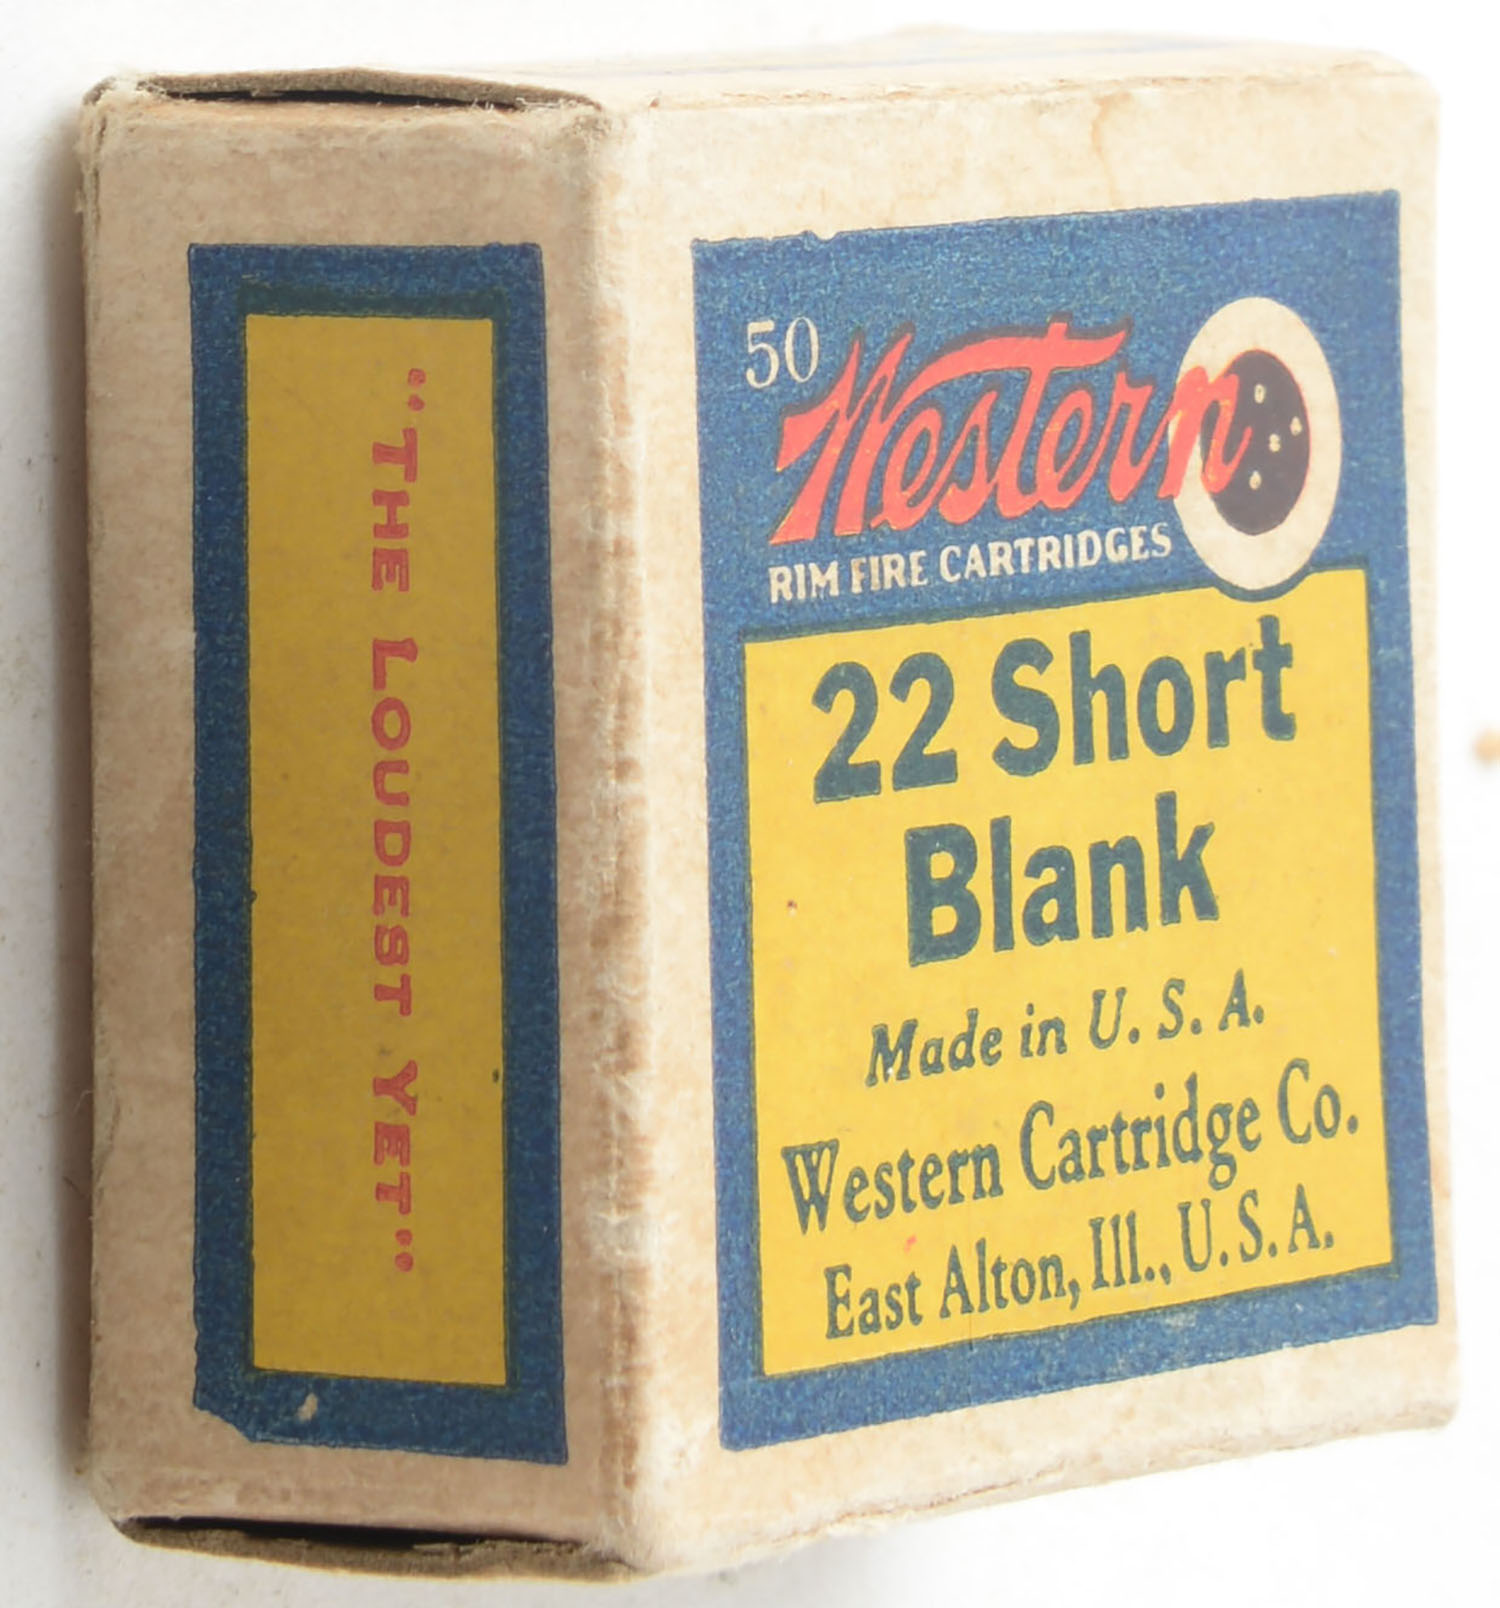 "THE LOUDEST YET"
50
Western
RIM FIRE CARTRIDGES
22 Short
Blank
Made in U. S. A.
Western Cartridge Co.
East Alton, Ill., U. S. A.